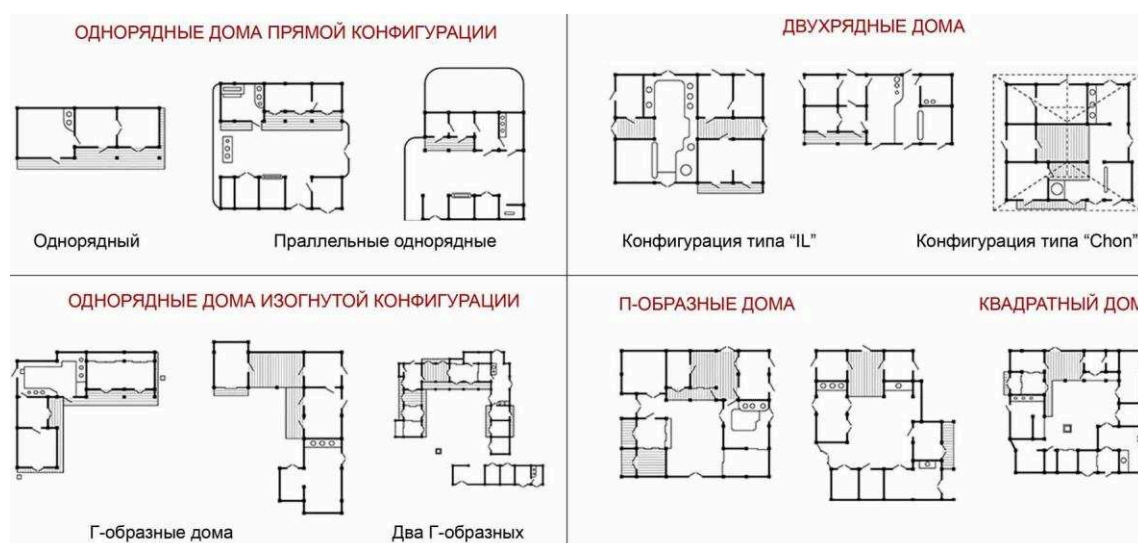 ОДНОРЯДНЫЕ ДОМА ПРЯМОЙ КОНФИГУРАЦИИ
Однорядный
Праллельные однорядные
ДВУХРЯДНЫЕ ДОМА
Конфигурация типа “IL”
Конфигурация типа “Chon”
ОДНОРЯДНЫЕ ДОМА ИЗОГНУТОЙ КОНФИГУРАЦИИ
Г-образные дома
Два Г-образных
П-ОБРАЗНЫЕ ДОМА
КВАДРАТНЫЙ ДОМ